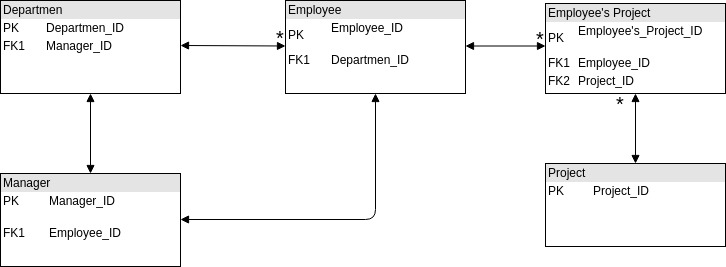 Departmen
PK Departmen_ID
FK1 Manager_ID
*
Employee
PK Employee_ID
FK1 Departmen_ID
*
Employee's Project
PK Employee's_Project_ID
FK1 Employee_ID
FK2 Project_ID
*
Manager
PK Manager_ID
FK1 Employee_ID
Project
PK Project_ID